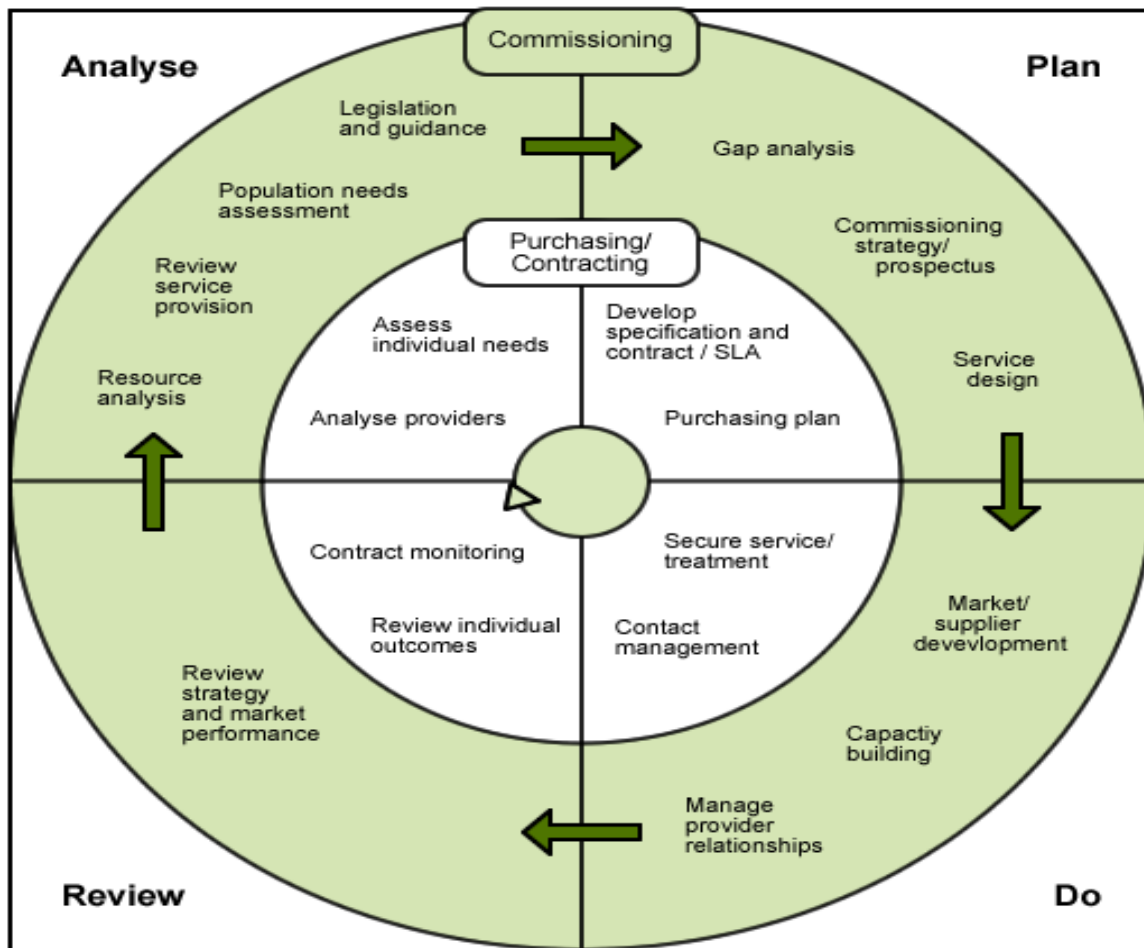 Commissioning
Analyse
Plan
Legislation
and guidance
Gap analysis
Population needs
assessment
Commissioning
strategy/
prospectus
Purchasing/
Contracting
Review
service
provision
Assess
individual needs
Develop
specification and
contract / SLA
Resource
analysis
Service
design
Analyse providers
Purchasing plan
Contract monitoring
Secure service/
treatment
Market/
supplier
devevlopment
Review individual
outcomes
Contact
management
Review
strategy
and market
performance
Capactiy
building
Manage
provider
relationships
Review
Do